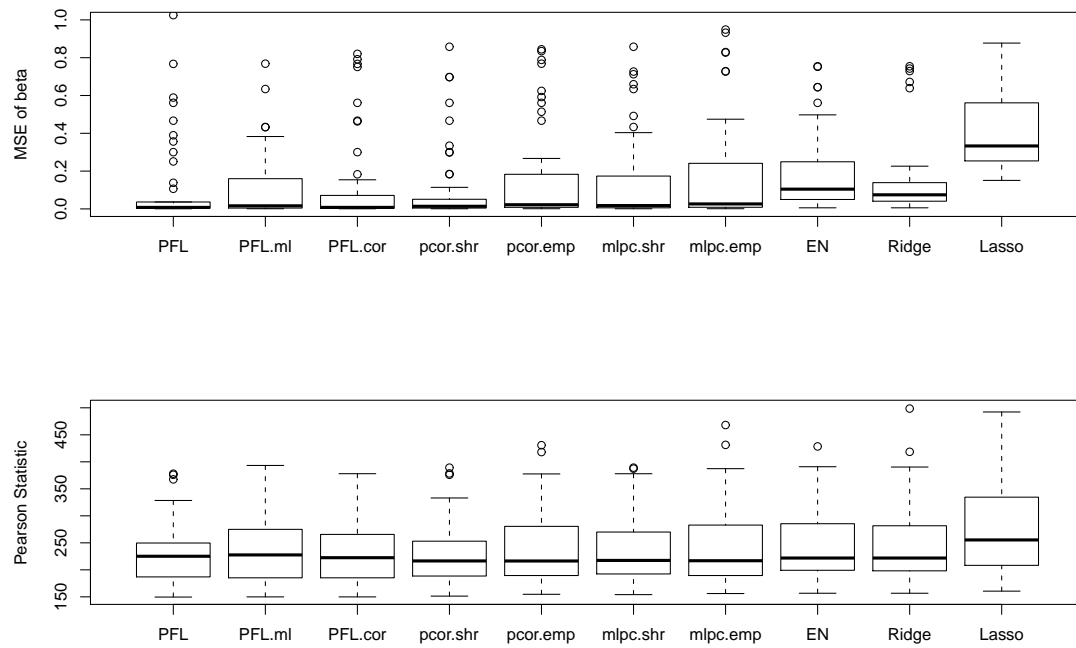 MSE of beta
1.0
0.8
0.6
0.4
0.2
0.0
PFL PFL.ml PFL.cor pcor.shr pcor.emp mlpc.shr mlpc.emp EN Ridge Lasso
Pearson Statistic
450
350
250
150
PFL PFL.ml PFL.cor pcor.shr pcor.emp mlpc.shr mlpc.emp EN Ridge Lasso